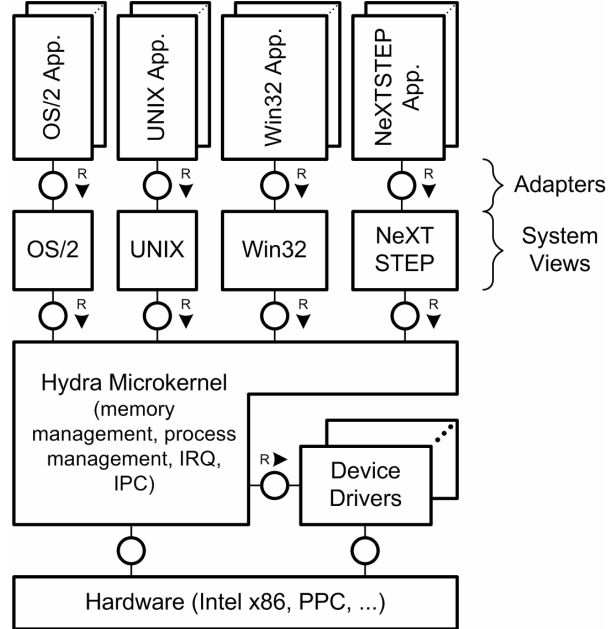 OS/2 App.
UNIX App.
Win32 App.
NeXTSTEP
App.
R
R
R
R
Adapters
OS/2
UNIX
Win32
NeXT
STEP
System
Views
R
R
R
R
Hydra Microkernel
(memory
management, process
management, IRQ,
IPC)
R
Device
Drivers
Hardware (Intel x86, PPC, ...)